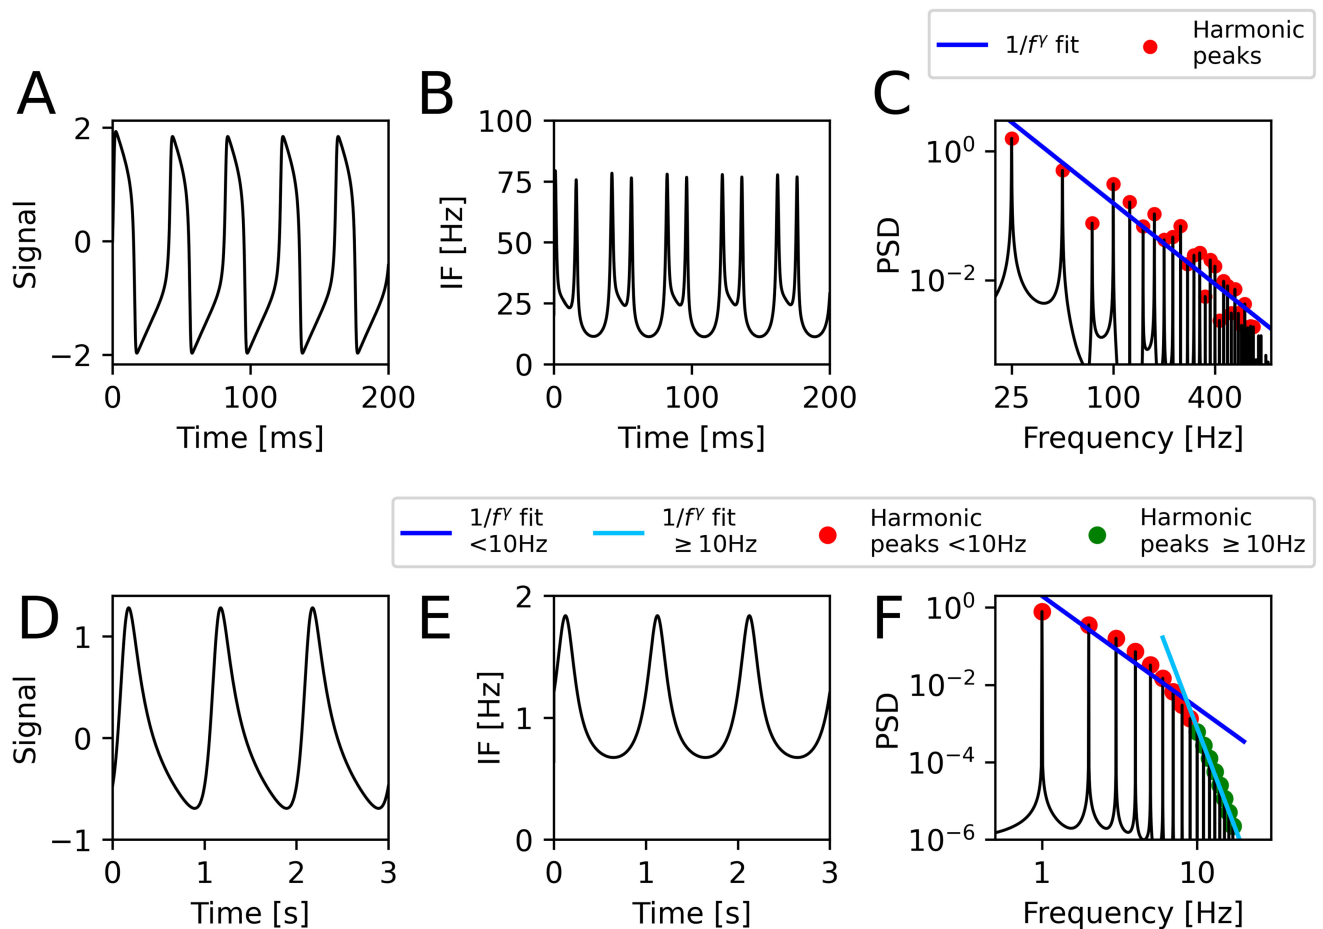 1/f^γ fit
Harmonic
peaks
A
B
C
2
0
−2
Signal
0
100
200
Time [ms]
100
75
50
25
0
IF [Hz]
0
100
200
Time [ms]
10^0
10^−2
PSD
25
100
400
Frequency [Hz]
1/f^γ fit
<10Hz
1/f^γ fit
≥10Hz
Harmonic
peaks <10Hz
Harmonic
peaks ≥10Hz
D
E
F
1
0
−1
Signal
0
1
2
3
Time [s]
2
1
0
IF [Hz]
0
1
2
3
Time [s]
10^0
10^−2
10^−4
10^−6
PSD
1
10
Frequency [Hz]